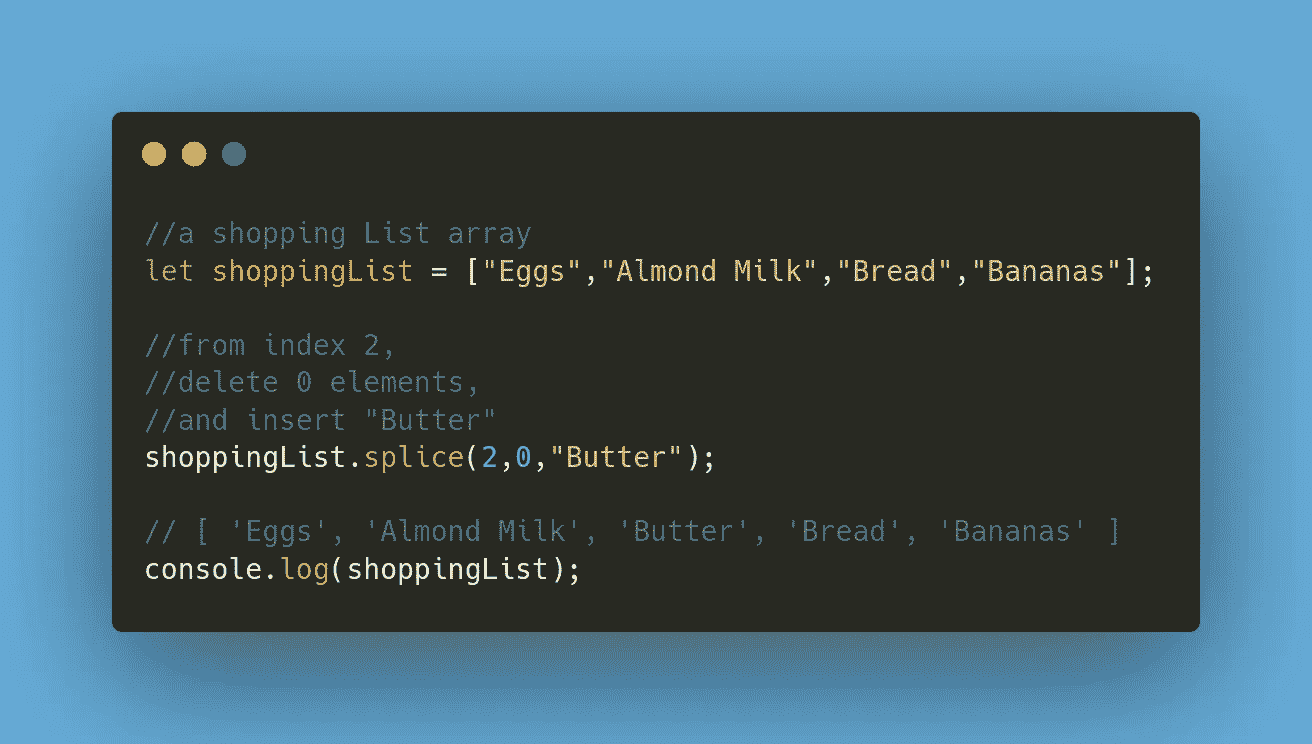 //a shopping List array
let shoppingList = ["Eggs","Almond Milk","Bread","Bananas"];
//from index 2,
//delete 0 elements,
//and insert "Butter"
shoppingList.splice(2,0,"Butter");
// [ 'Eggs', 'Almond Milk', 'Butter', 'Bread', 'Bananas' ]
console.log(shoppingList);